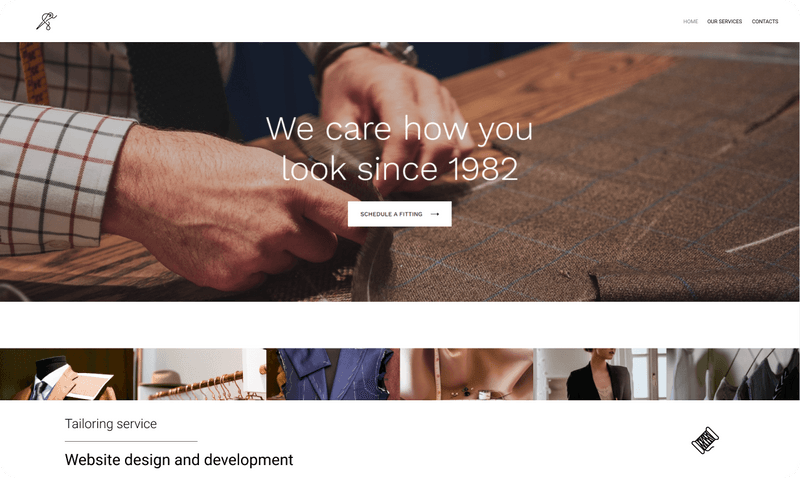 HOME OUR SERVICES CONTACTS
We care how you
look since 1982
SCHEDULE A FITTING
Tailoring service
Website design and development